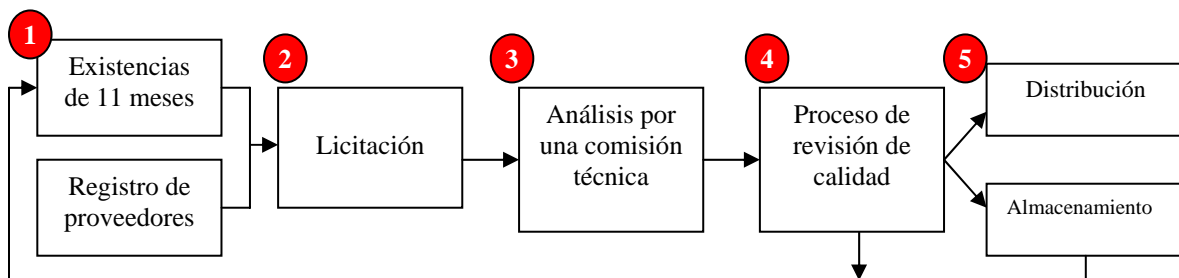 1
Existencias
de 11 meses
Registro de
proveedores
2
Licitación
3
Análisis por
una comisión
técnica
4
Proceso de
revisión de
calidad
5
Distribución
Almacenamiento